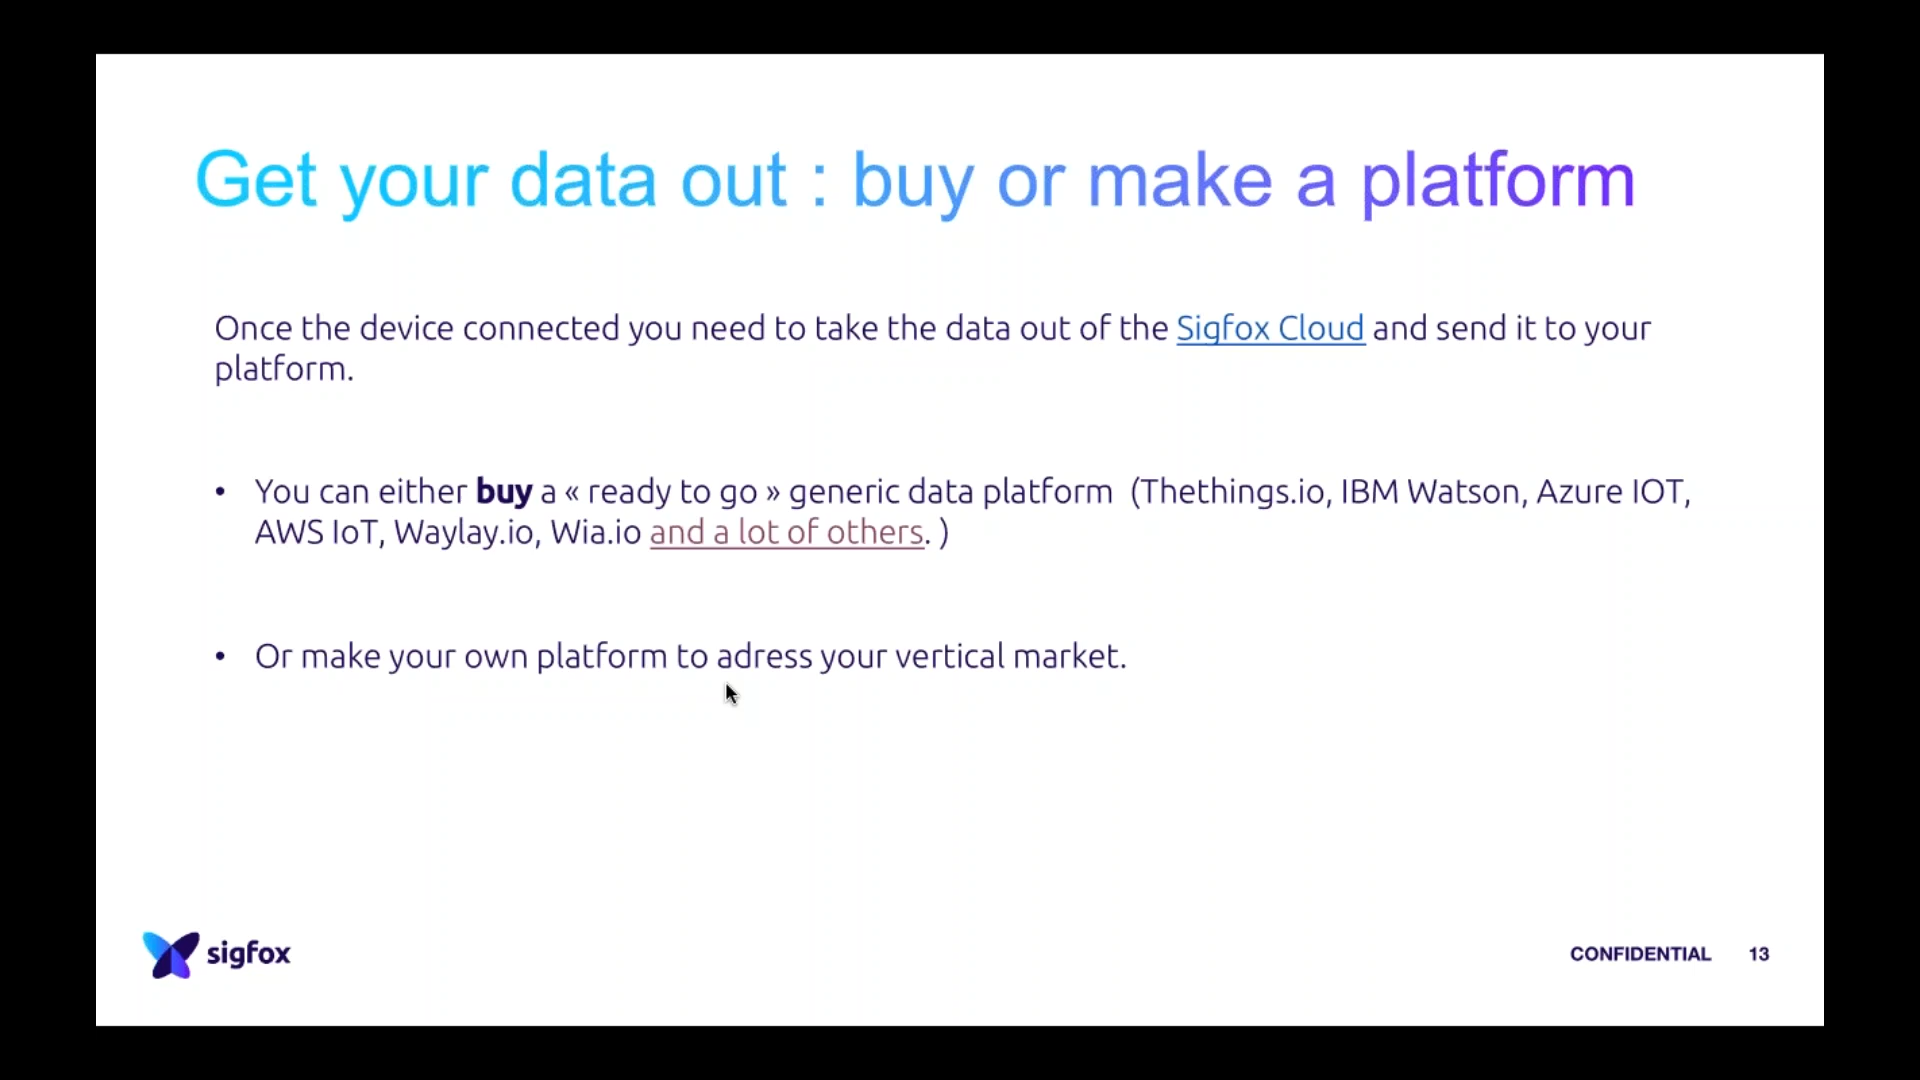 Get your data out : buy or make a platform
Once the device connected you need to take the data out of the Sigfox Cloud and send it to your
platform.
• You can either buy a « ready to go » generic data platform (Thethings.io, IBM Watson, Azure IOT,
AWS IoT, Waylay.io, Wia.io and a lot of others. )
• Or make your own platform to adress your vertical market.
sigfox
CONFIDENTIAL 13